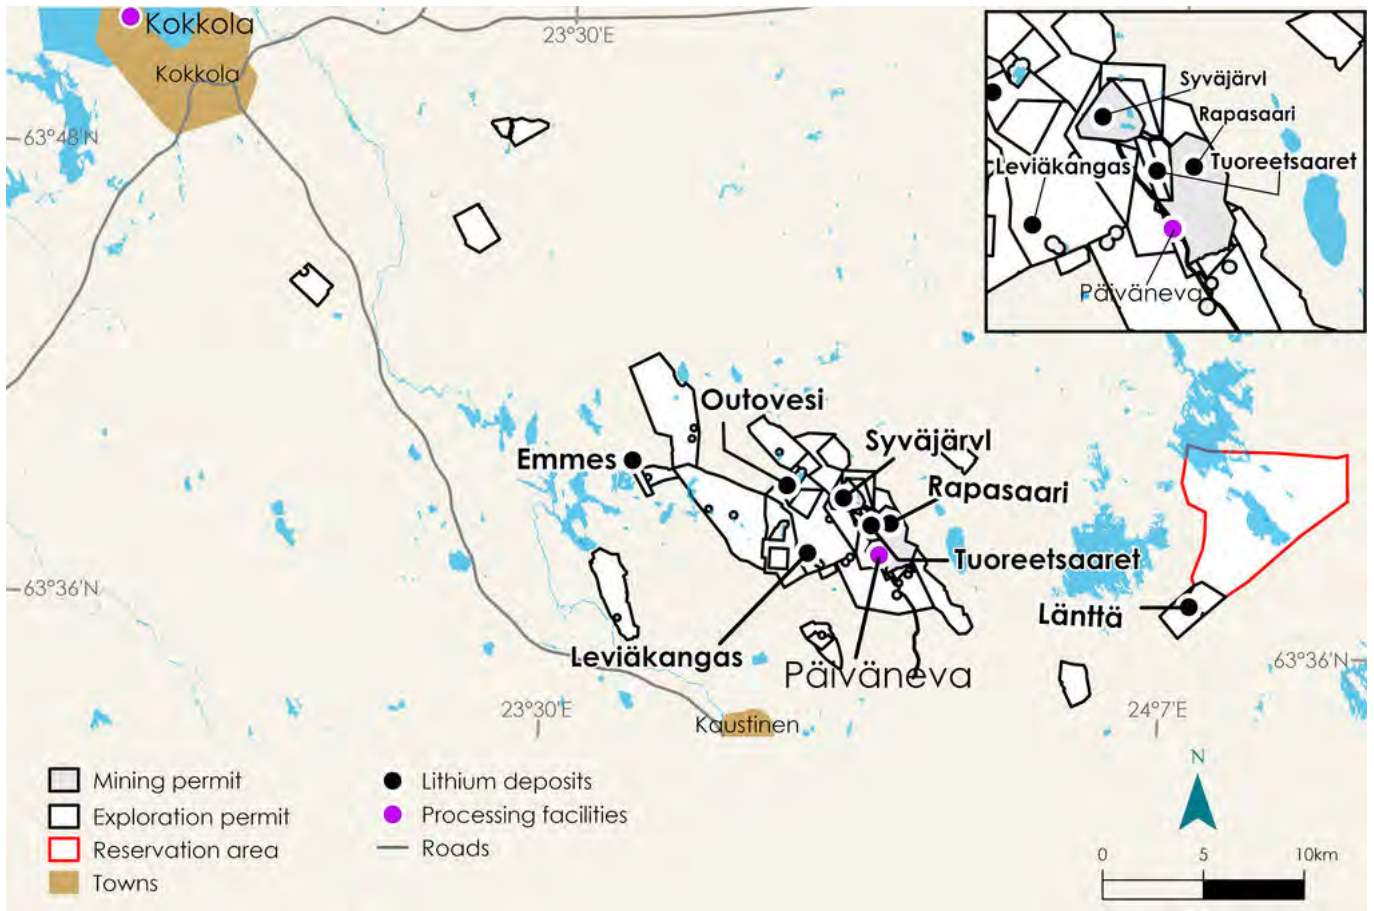 Kokkola
Kokkola
23°30'E
63°48'N
Syväjärvl
Rapasaari
Leviäkangas
Tuoreetsaaret
Päiväneva
Outovesi
Syväjärvl
Emmes
Rapasaari
Tuoreetsaaret
63°36'N
Länttä
Leviäkangas
Päiväneva
63°36'N
23°30'E
Kaustinen
24°7'E
N
Mining permit
Lithium deposits
Exploration permit
Processing facilities
Reservation area
Roads
Towns
0 5 10km